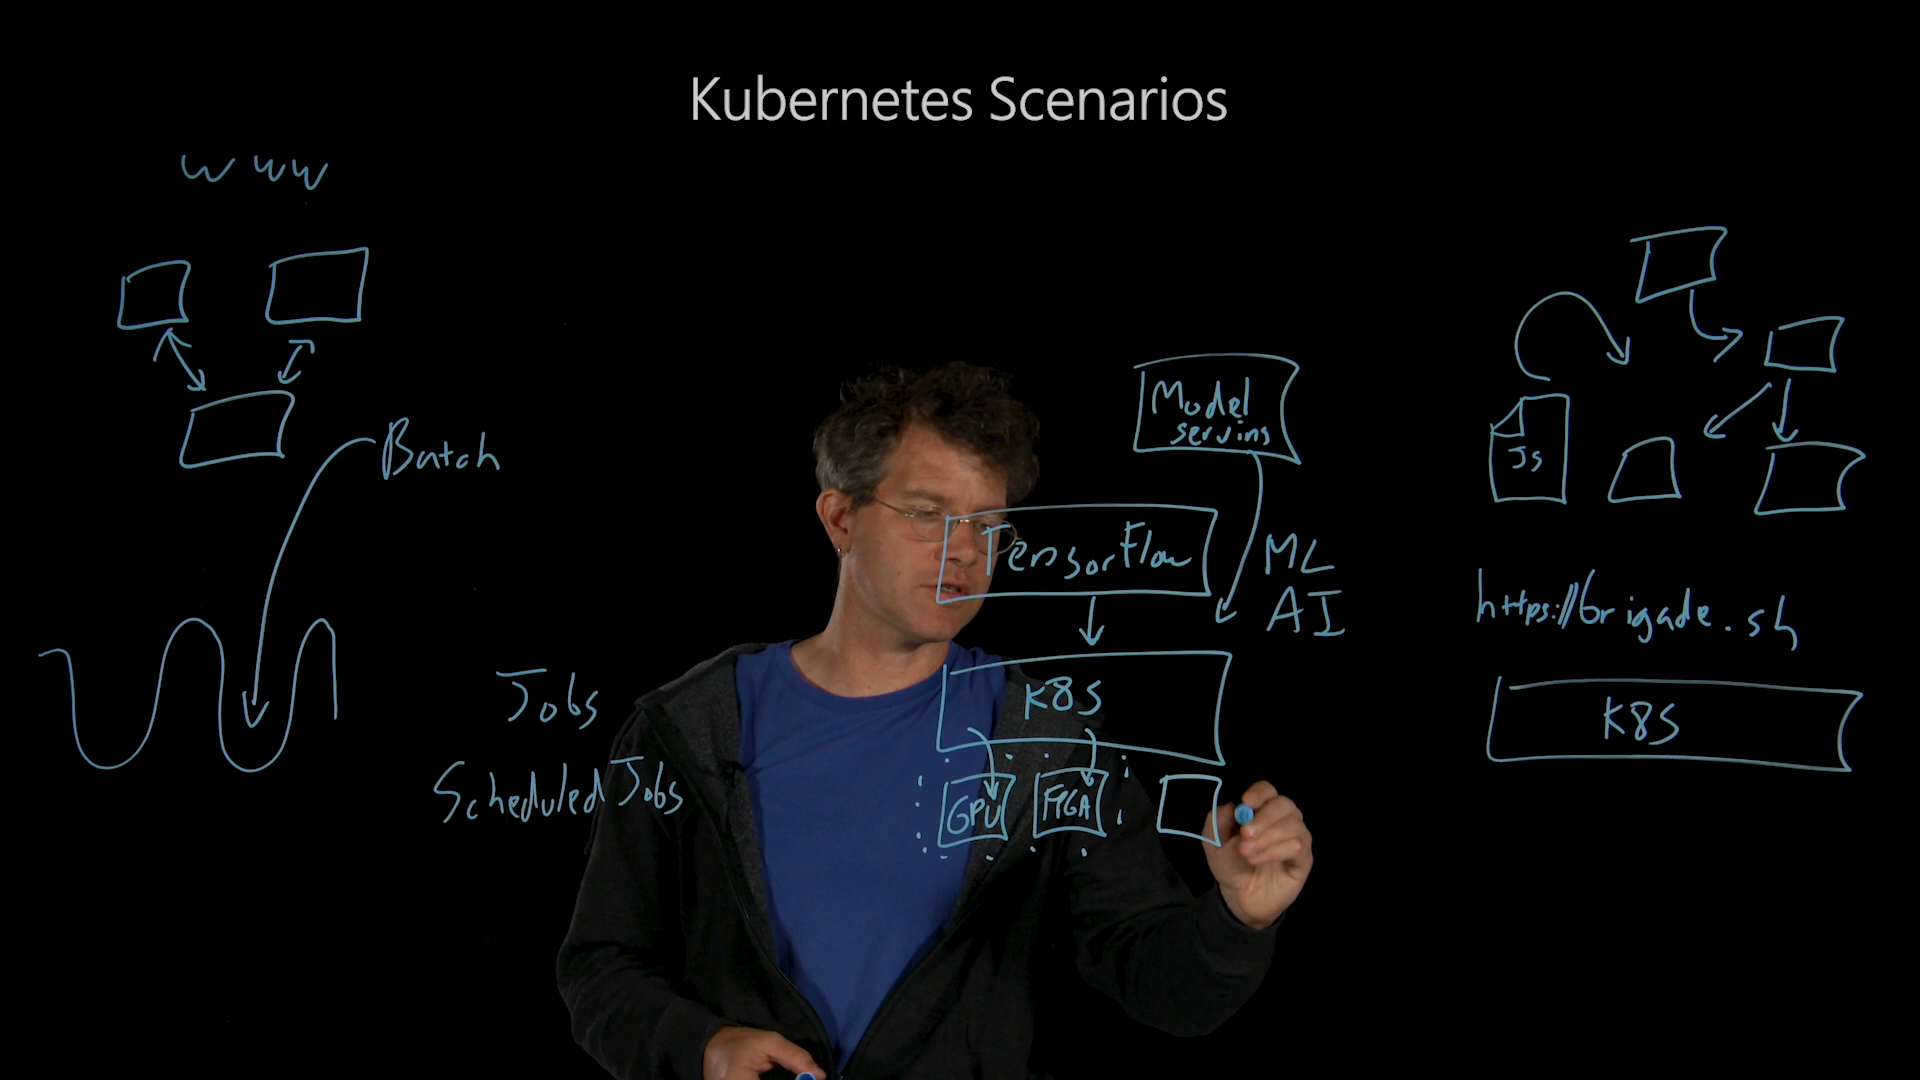 Kubernetes Scenarios
WWW
Batch
Jobs
Scheduled Jobs
Model
serving
TensorFlow
ML
AI
K8S
GPU
FPGA
JS
https://brigade.sh
K8S